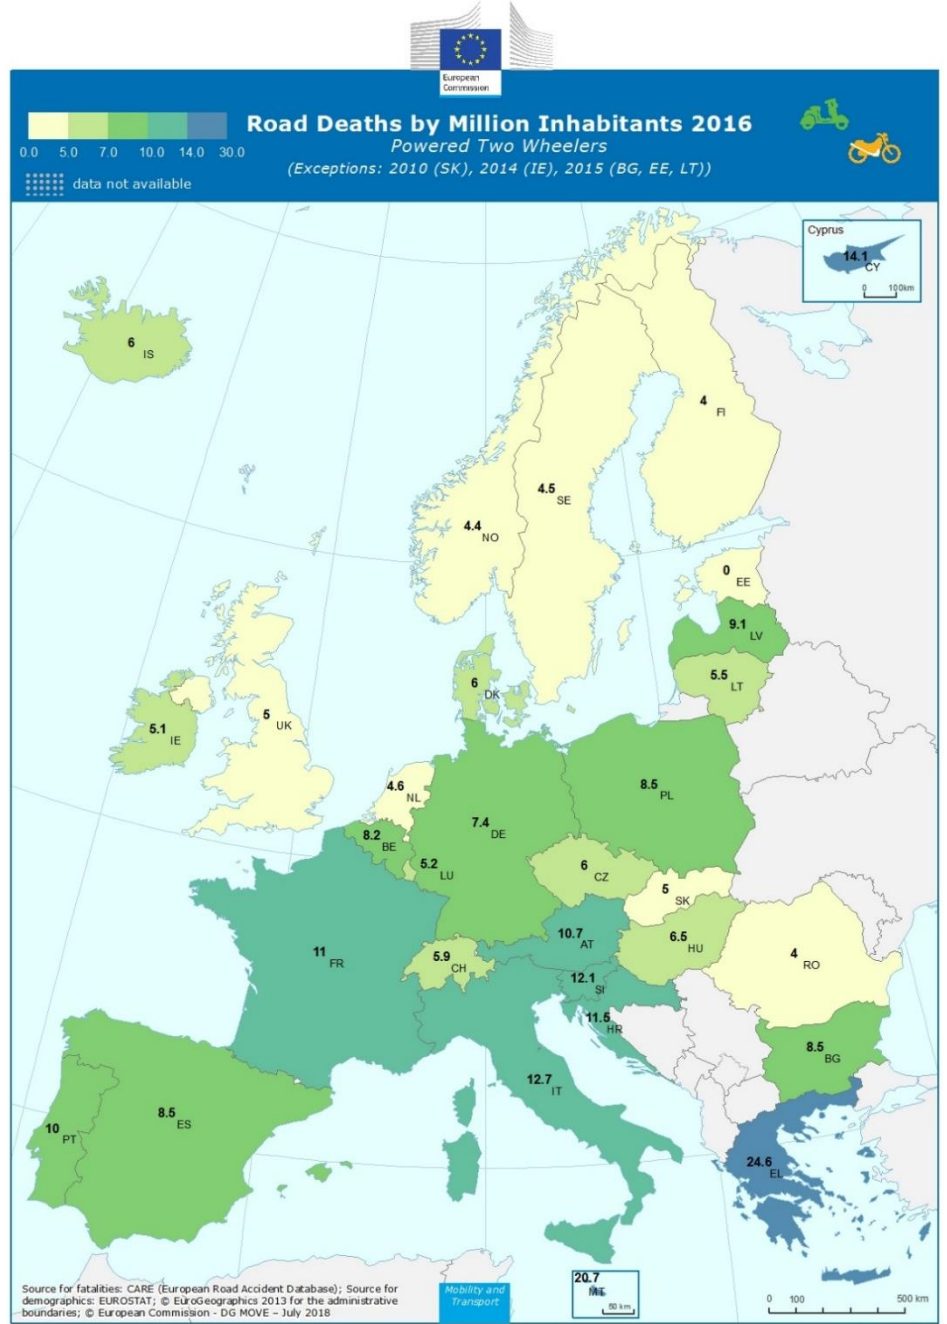 European
Commission
Road Deaths by Million Inhabitants 2016
Powered Two Wheelers
(Exceptions: 2010 (SK), 2014 (IE), 2015 (BG, EE, LT))
0.0 5.0 7.0 10.0 14.0 30.0
data not available
Cyprus
14.1
CY
0 100km
6
IS
4
FI
4.5
SE
4.4
NO
0
EE
9.1
LV
5.5
LT
6
DK
5
UK
5.1
IE
4.6
NL
8.5
PL
7.4
DE
8.2
BE
5.2
LU
6
CZ
5
SK
10.7
AT
6.5
HU
11
FR
5.9
CH
4
RO
12.1
SI
11.5
HR
8.5
BG
12.7
IT
8.5
ES
10
PT
24.6
EL
20.7
MT
50 km
0 100 500 km
Source for fatalities: CARE (European Road Accident Database); Source for
demographics: EUROSTAT; © EuroGeographics 2013 for the administrative
boundaries; © European Commission - DG MOVE – July 2018
Mobility and
Transport